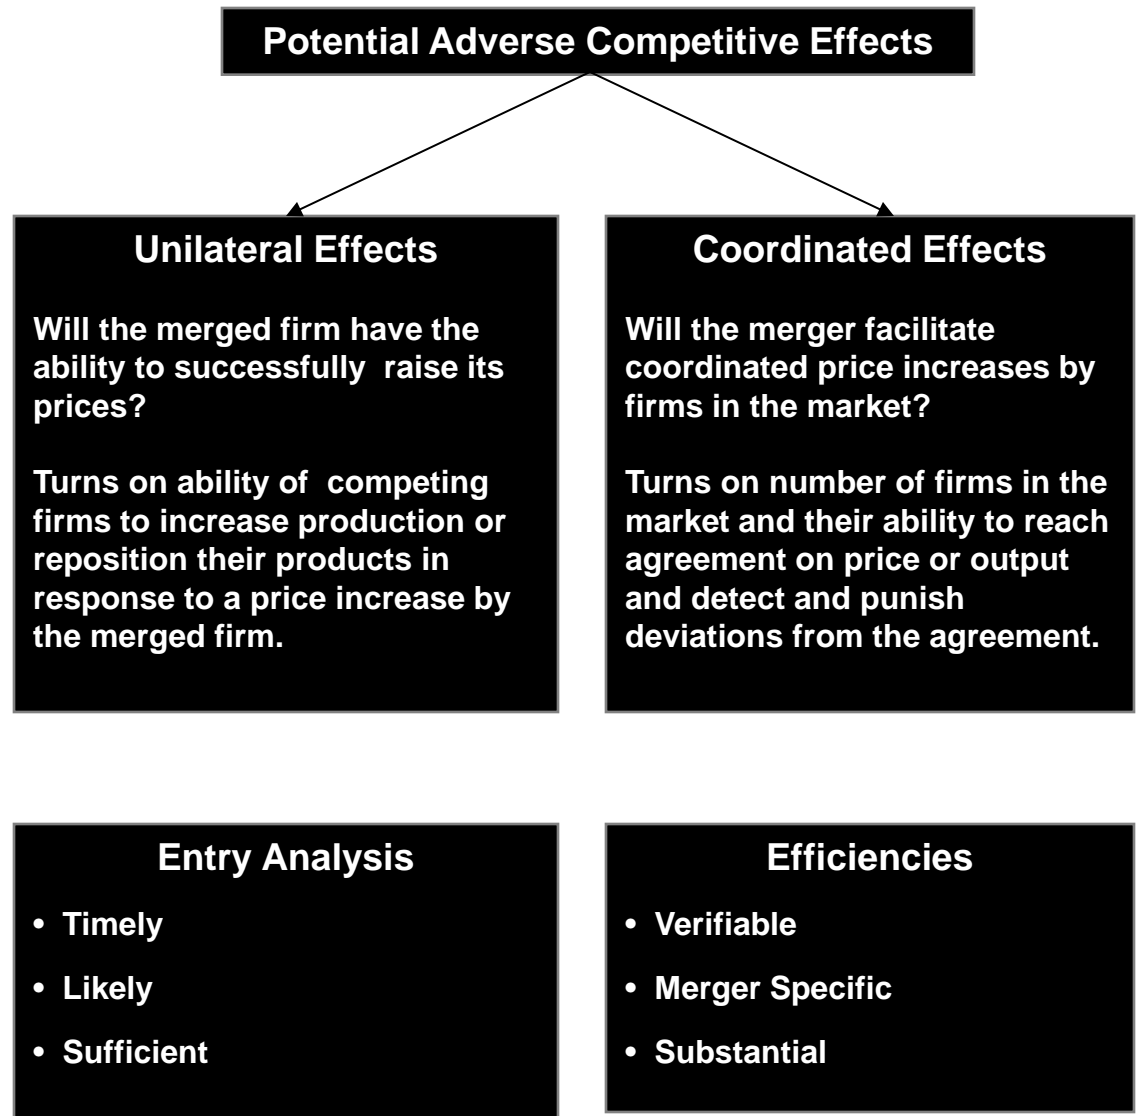 Potential Adverse Competitive Effects
Unilateral Effects
Will the merged firm have the
ability to successfully  raise its
prices?
Turns on ability of  competing
firms to increase production or
reposition their products in
response to a price increase by
the merged firm.
Coordinated Effects
Will the merger facilitate
coordinated price increases by
firms in the market?
Turns on number of firms in the
market and their ability to reach
agreement on price or output
and detect and punish
deviations from the agreement.
Entry Analysis
• Timely
• Likely
• Sufficient
Efficiencies
• Verifiable
• Merger Specific
• Substantial